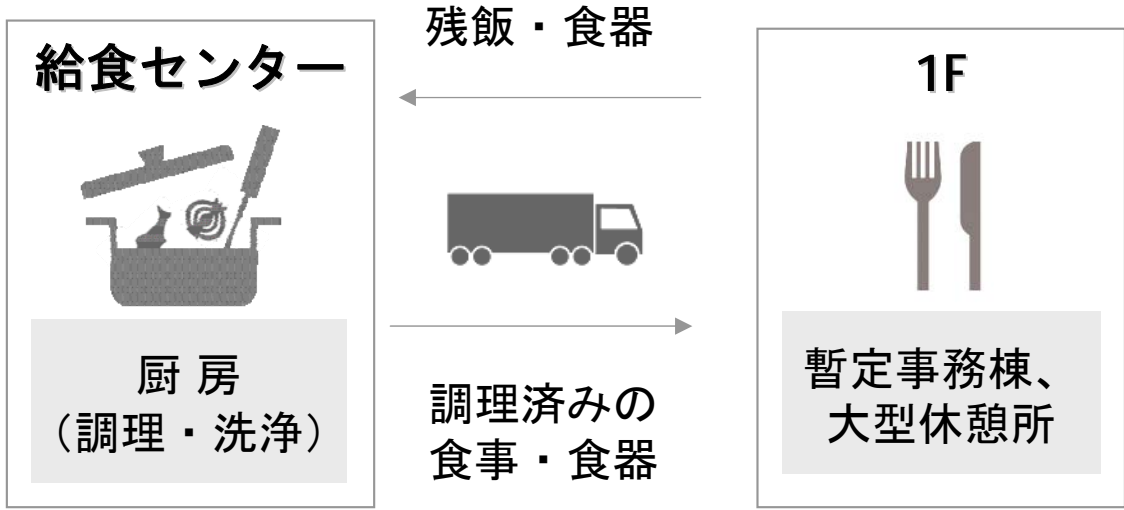 給食センター
厨 房
（調理・洗浄）
残飯・食器
調理済みの
食事・食器
1F
暫定事務棟、
大型休憩所